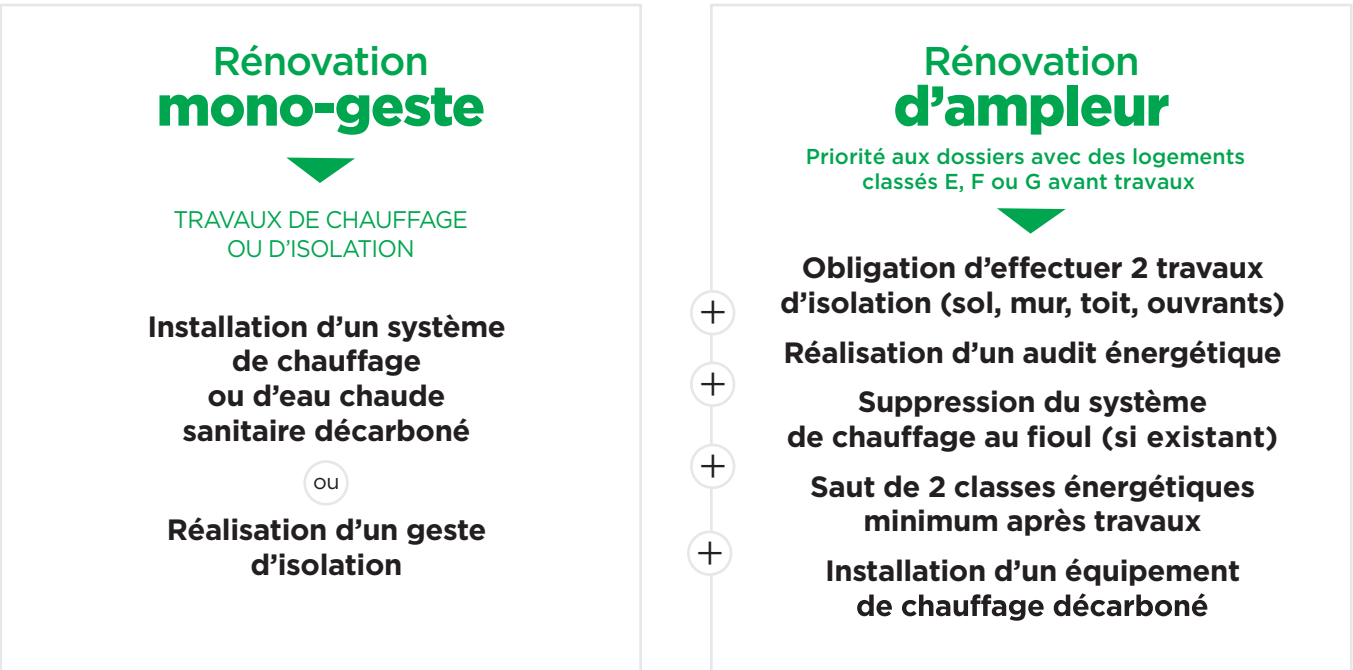 Rénovation
mono-geste
TRAVAUX DE CHAUFFAGE
OU D'ISOLATION
Installation d'un système
de chauffage
ou d'eau chaude
sanitaire décarboné
ou
Réalisation d'un geste
d'isolation
Rénovation
d'ampleur
Priorité aux dossiers avec des logements
classés E, F ou G avant travaux
Obligation d'effectuer 2 travaux
d'isolation (sol, mur, toit, ouvrants)
+
Réalisation d'un audit énergétique
+
Suppression du système
de chauffage au fioul (si existant)
+
Saut de 2 classes énergétiques
minimum après travaux
+
Installation d'un équipement
de chauffage décarboné